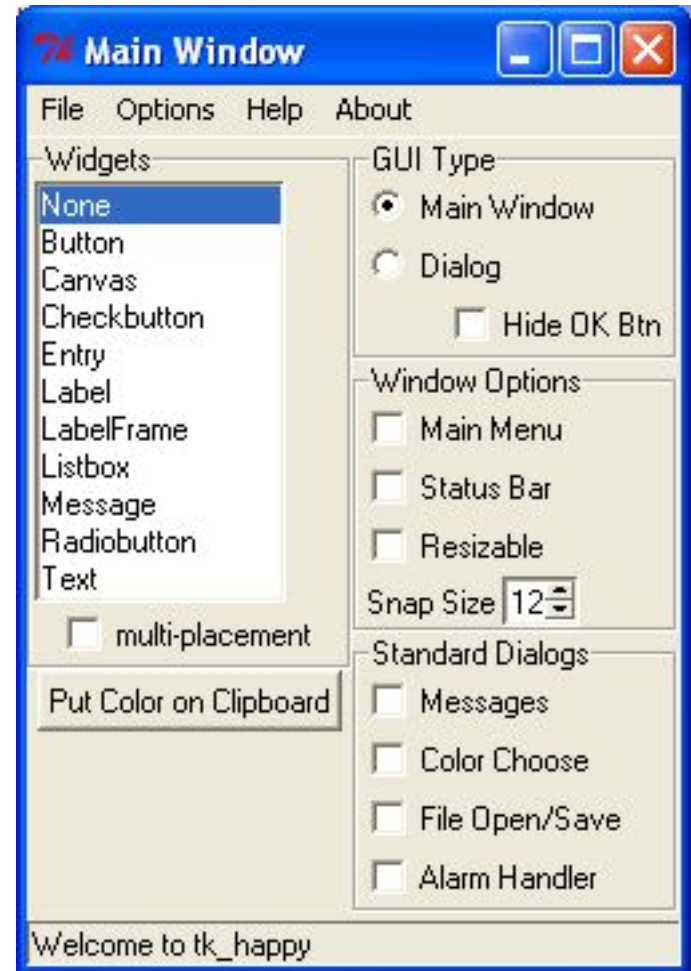 Main Window
File Options Help About
Widgets
None
Button
Canvas
Checkbutton
Entry
Label
LabelFrame
Listbox
Message
Radiobutton
Text
multi-placement
Put Color on Clipboard
GUI Type
Main Window
Dialog
Hide OK Btn
Window Options
Main Menu
Status Bar
Resizable
Snap Size 12
Standard Dialogs
Messages
Color Choose
File Open/Save
Alarm Handler
Welcome to tk_happy